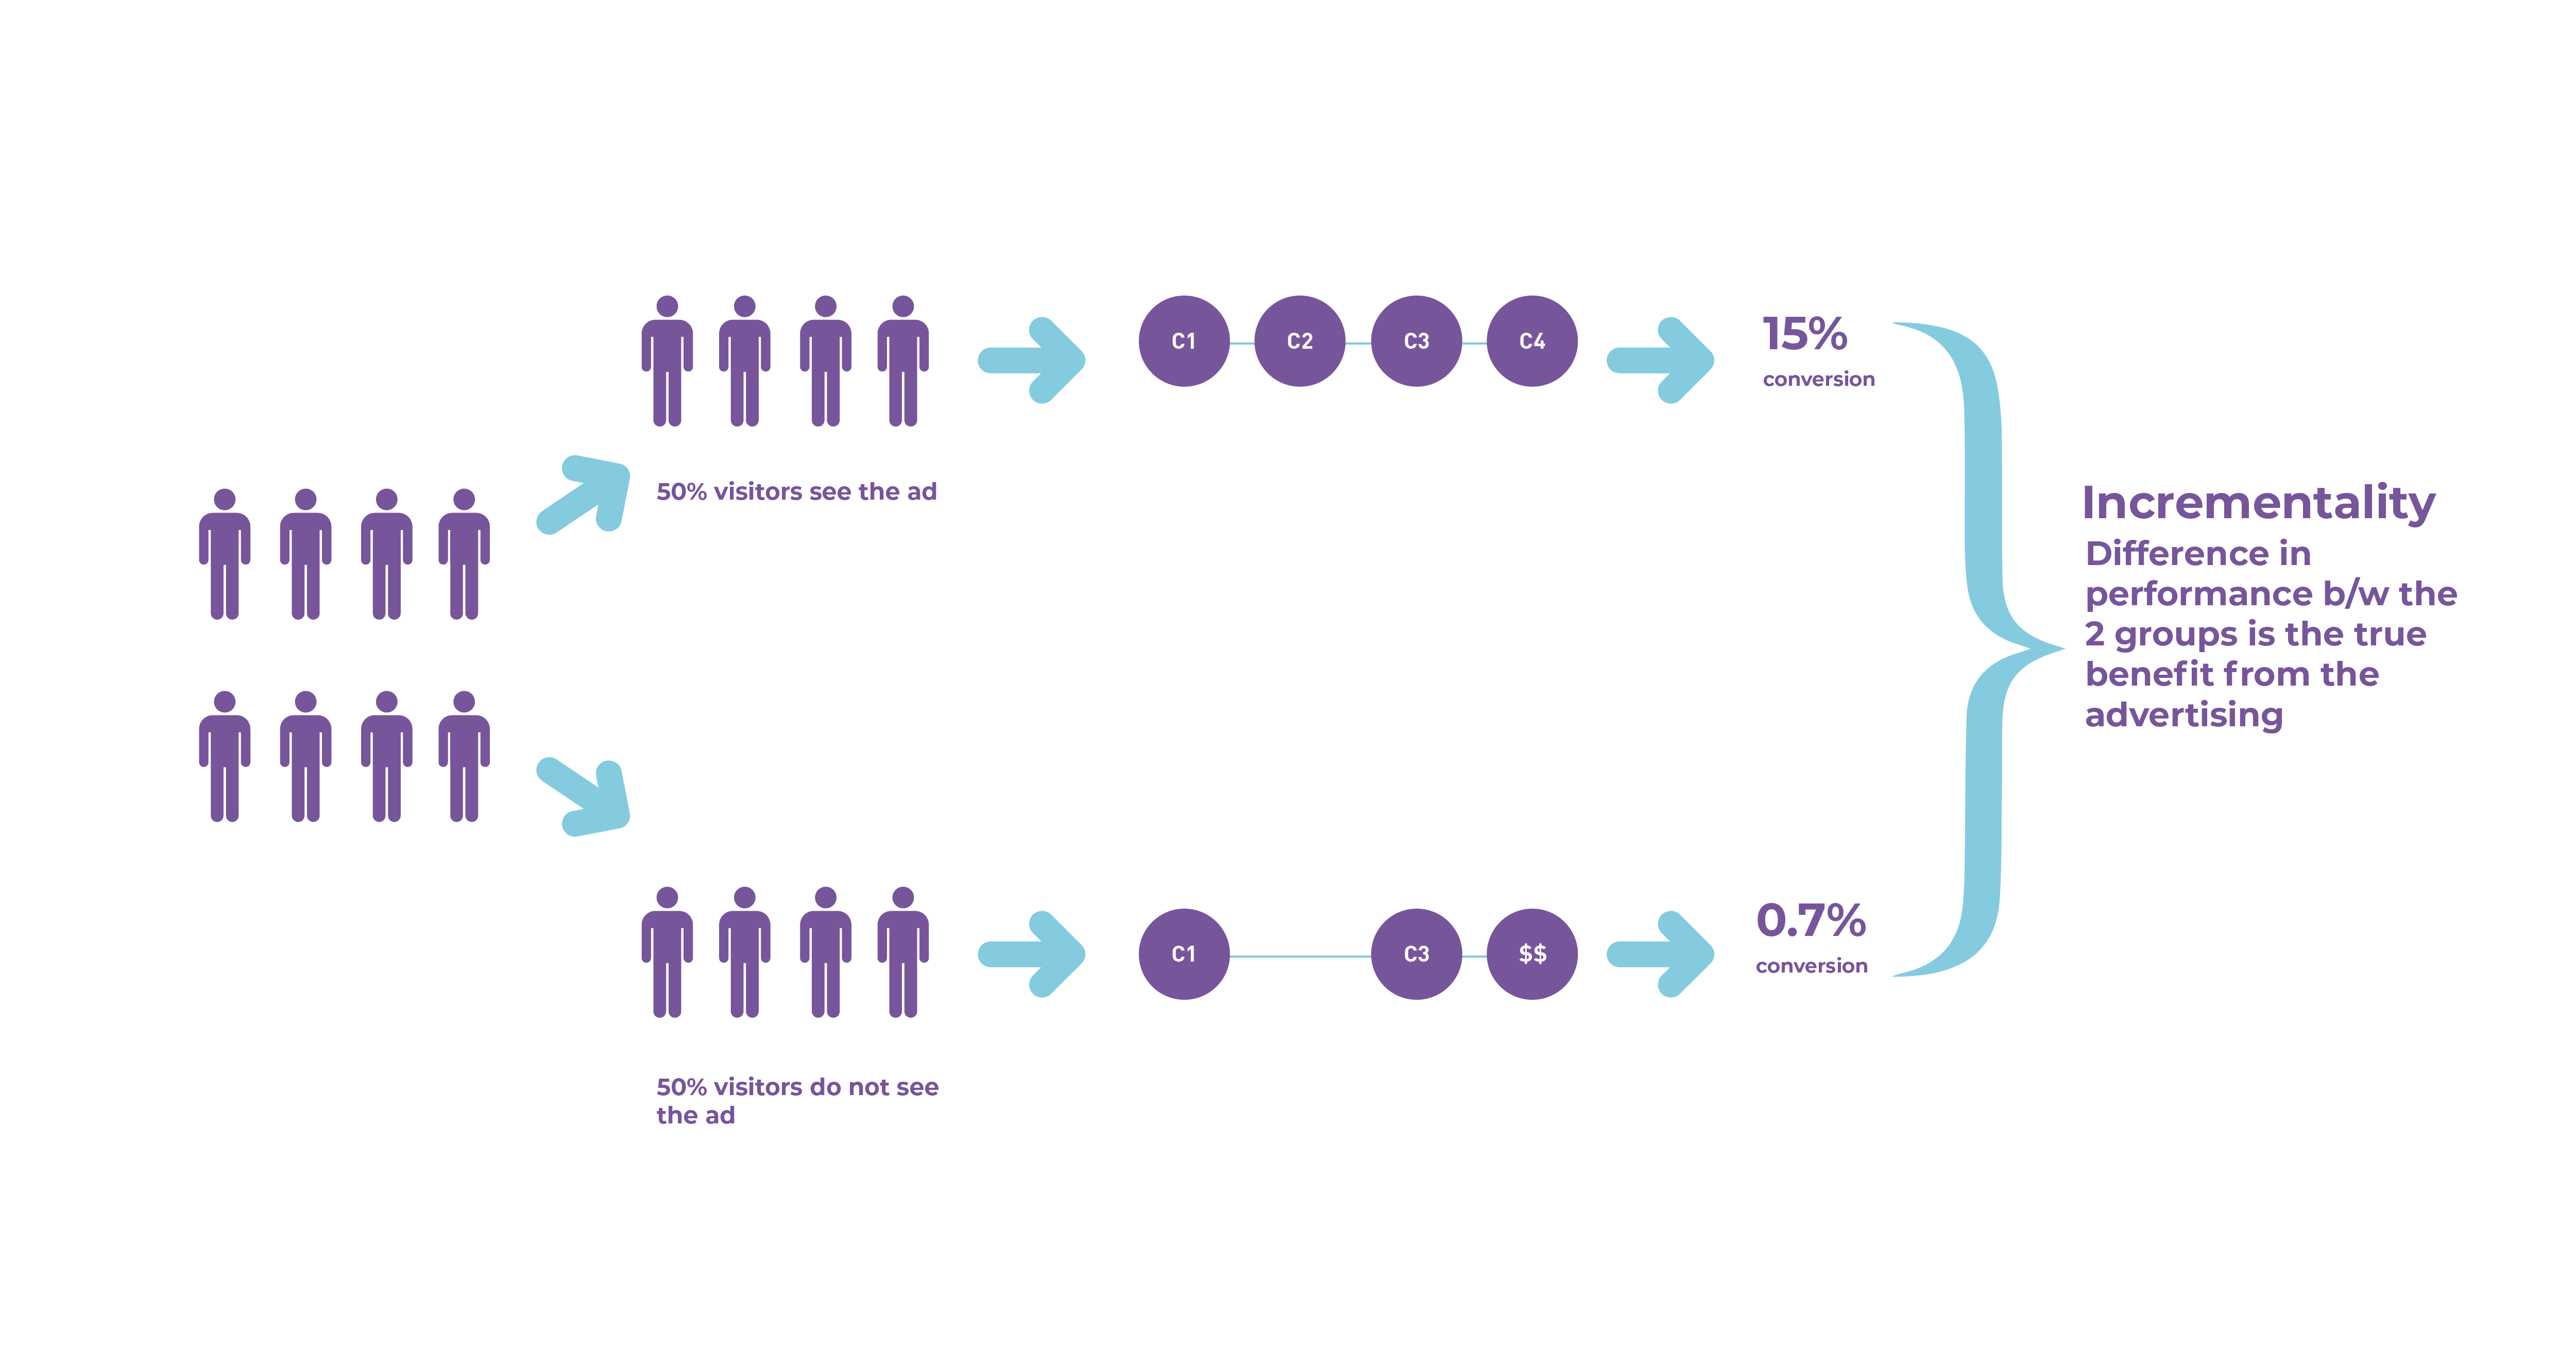 C1 C2 C3 C4
15%
conversion
50% visitors see the ad
Incrementality
Difference in
performance b/w the
2 groups is the true
benefit from the
advertising
C1 C3 $$
0.7%
conversion
50% visitors do not see
the ad